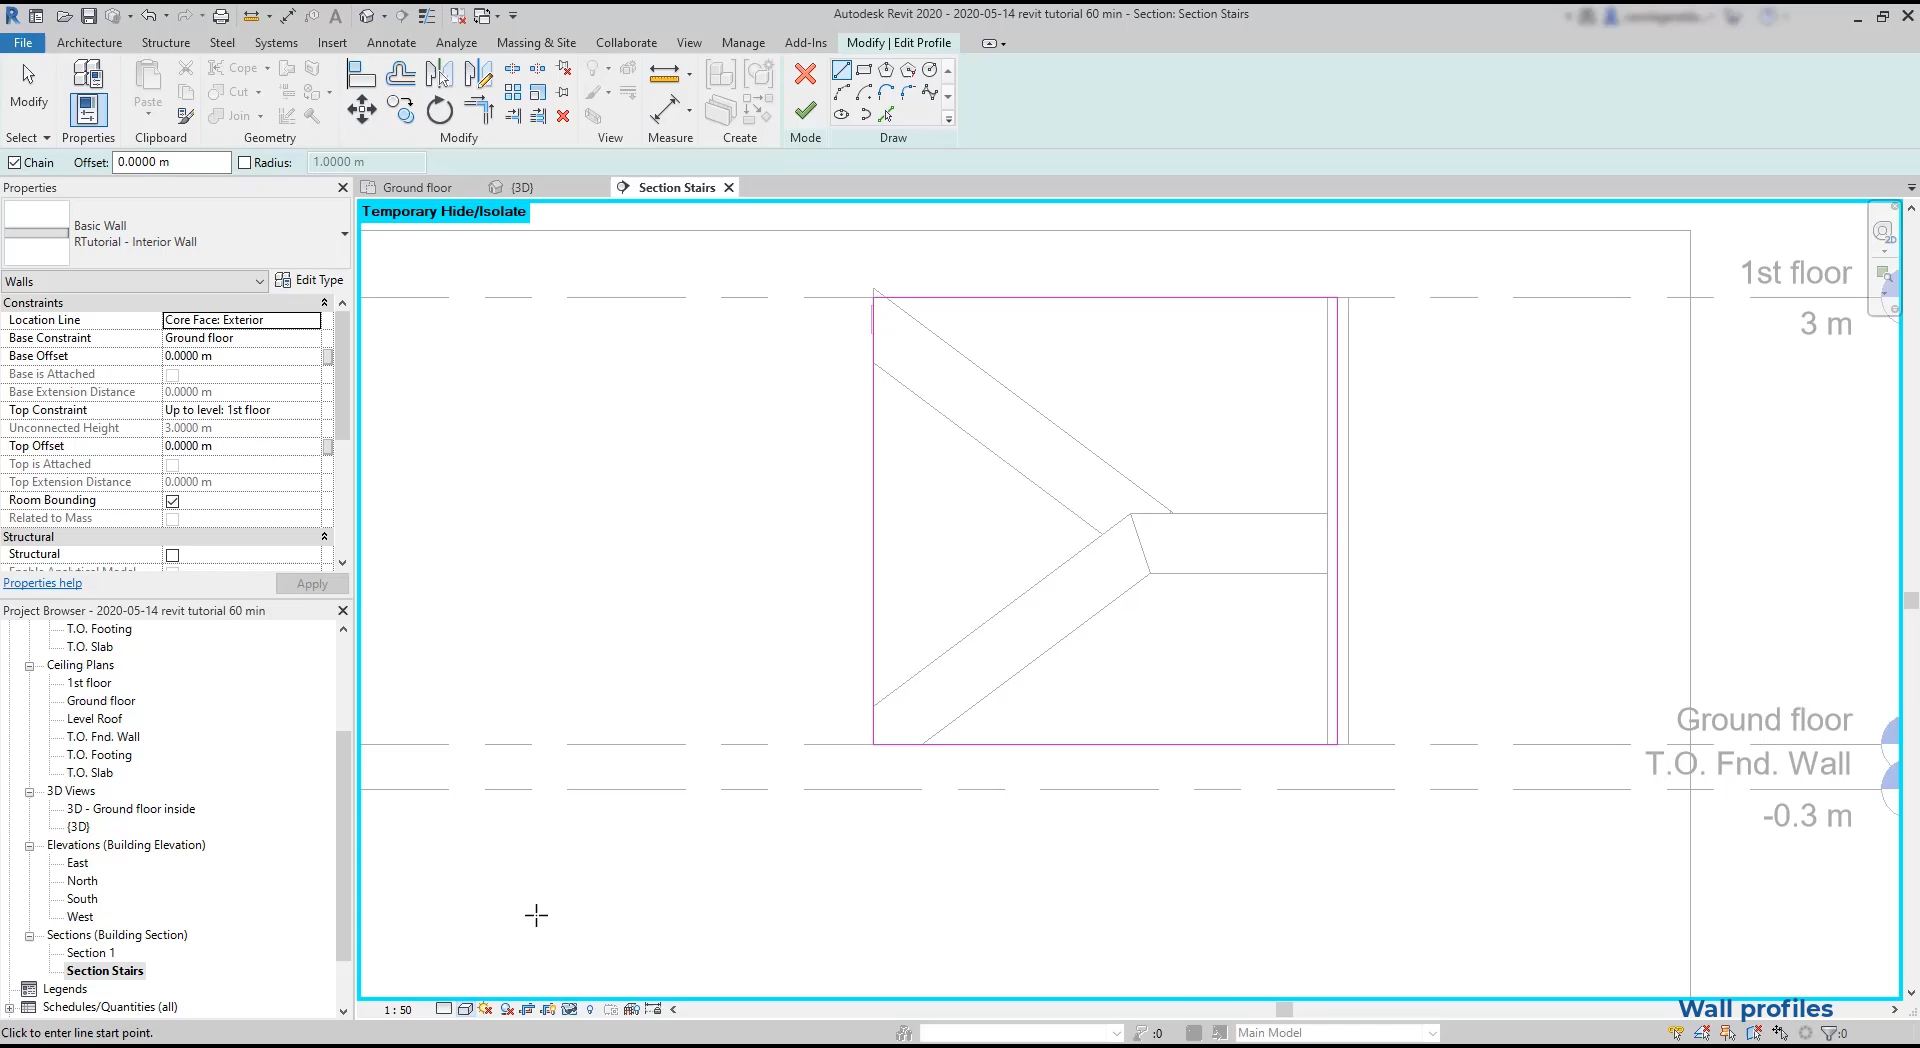 Autodesk Revit 2020 - 2020-05-14 revit tutorial 60 min - Section: Section Stairs
File
Architecture
Structure
Steel
Systems
Insert
Annotate
Analyze
Massing & Site
Collaborate
View
Manage
Add-Ins
Modify | Edit Profile
Modify
Paste
Cope
Cut
Join
Select
Properties
Clipboard
Geometry
Modify
View
Measure
Create
Mode
Draw
Chain
Offset:
0.0000 m
Radius:
1.0000 m
Properties
Ground floor
{3D}
Section Stairs
Basic Wall
RTutorial - Interior Wall
Walls
Edit Type
Constraints
Location Line
Core Face: Exterior
Base Constraint
Ground floor
Base Offset
0.0000 m
Base is Attached
Base Extension Distance
0.0000 m
Top Constraint
Up to level: 1st floor
Unconnected Height
3.0000 m
Top Offset
0.0000 m
Top is Attached
Top Extension Distance
0.0000 m
Room Bounding
Related to Mass
Structural
Structural
Enable Analytical Model
Properties help
Apply
Project Browser - 2020-05-14 revit tutorial 60 min
T.O. Footing
T.O. Slab
Ceiling Plans
1st floor
Ground floor
Level Roof
T.O. Fnd. Wall
T.O. Footing
T.O. Slab
3D Views
3D - Ground floor inside
{3D}
Elevations (Building Elevation)
East
North
South
West
Sections (Building Section)
Section 1
Section Stairs
Legends
Schedules/Quantities (all)
Temporary Hide/Isolate
2D
1st floor
3 m
Ground floor
T.O. Fnd. Wall
-0.3 m
1 : 50
Wall profiles
Click to enter line start point.
:0
Main Model
:0